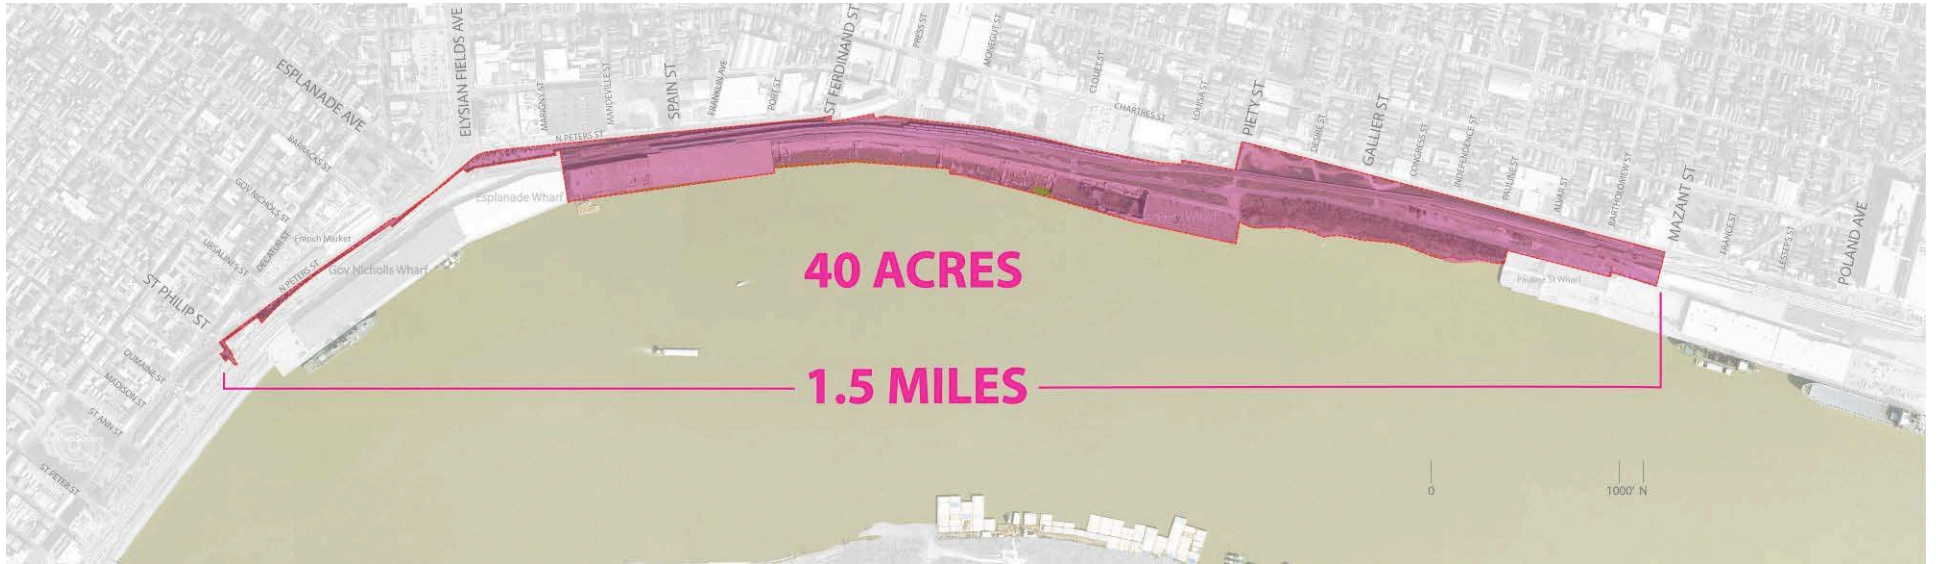 ESPLANADE AVE
ELYSIAN FIELDS AVE
MARIGNY ST
MANDEVILLE ST
SPAIN ST
FRANKLIN AVE
PORT ST
ST FERDINAND ST
PRESS ST
MONEGUT ST
CLOUET ST
CHARTRES ST
LOUISA ST
PIETY ST
DESIRE ST
GALLIER ST
CONGRESS ST
INDEPENDENCE ST
PAULINE ST
ALVAR ST
BARTHOLOMEW ST
MAZANT ST
FRANCE ST
LESSEPS ST
POLAND AVE
N PETERS ST
BARRACKS ST
GOV NICHOLS ST
URSALINES ST
DECATUR ST
French Market
N PETERS ST
ST PHILIP ST
DUMAINE ST
MADISON ST
ST ANN ST
ST PETER ST
Esplanade Wharf
Gov Nicholls Wharf
Piety Wharf
Pauline St Wharf
40 ACRES
1.5 MILES
0 1000' N